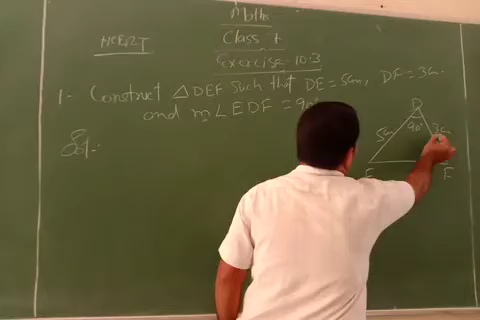 Maths
NCERT
Class 7
Exercise-10.3
1- Construct △DEF such that DE=5cm, DF=3cm.
and m∠EDF=90°
Sol.
D
5cm
90°
3cm
E
F